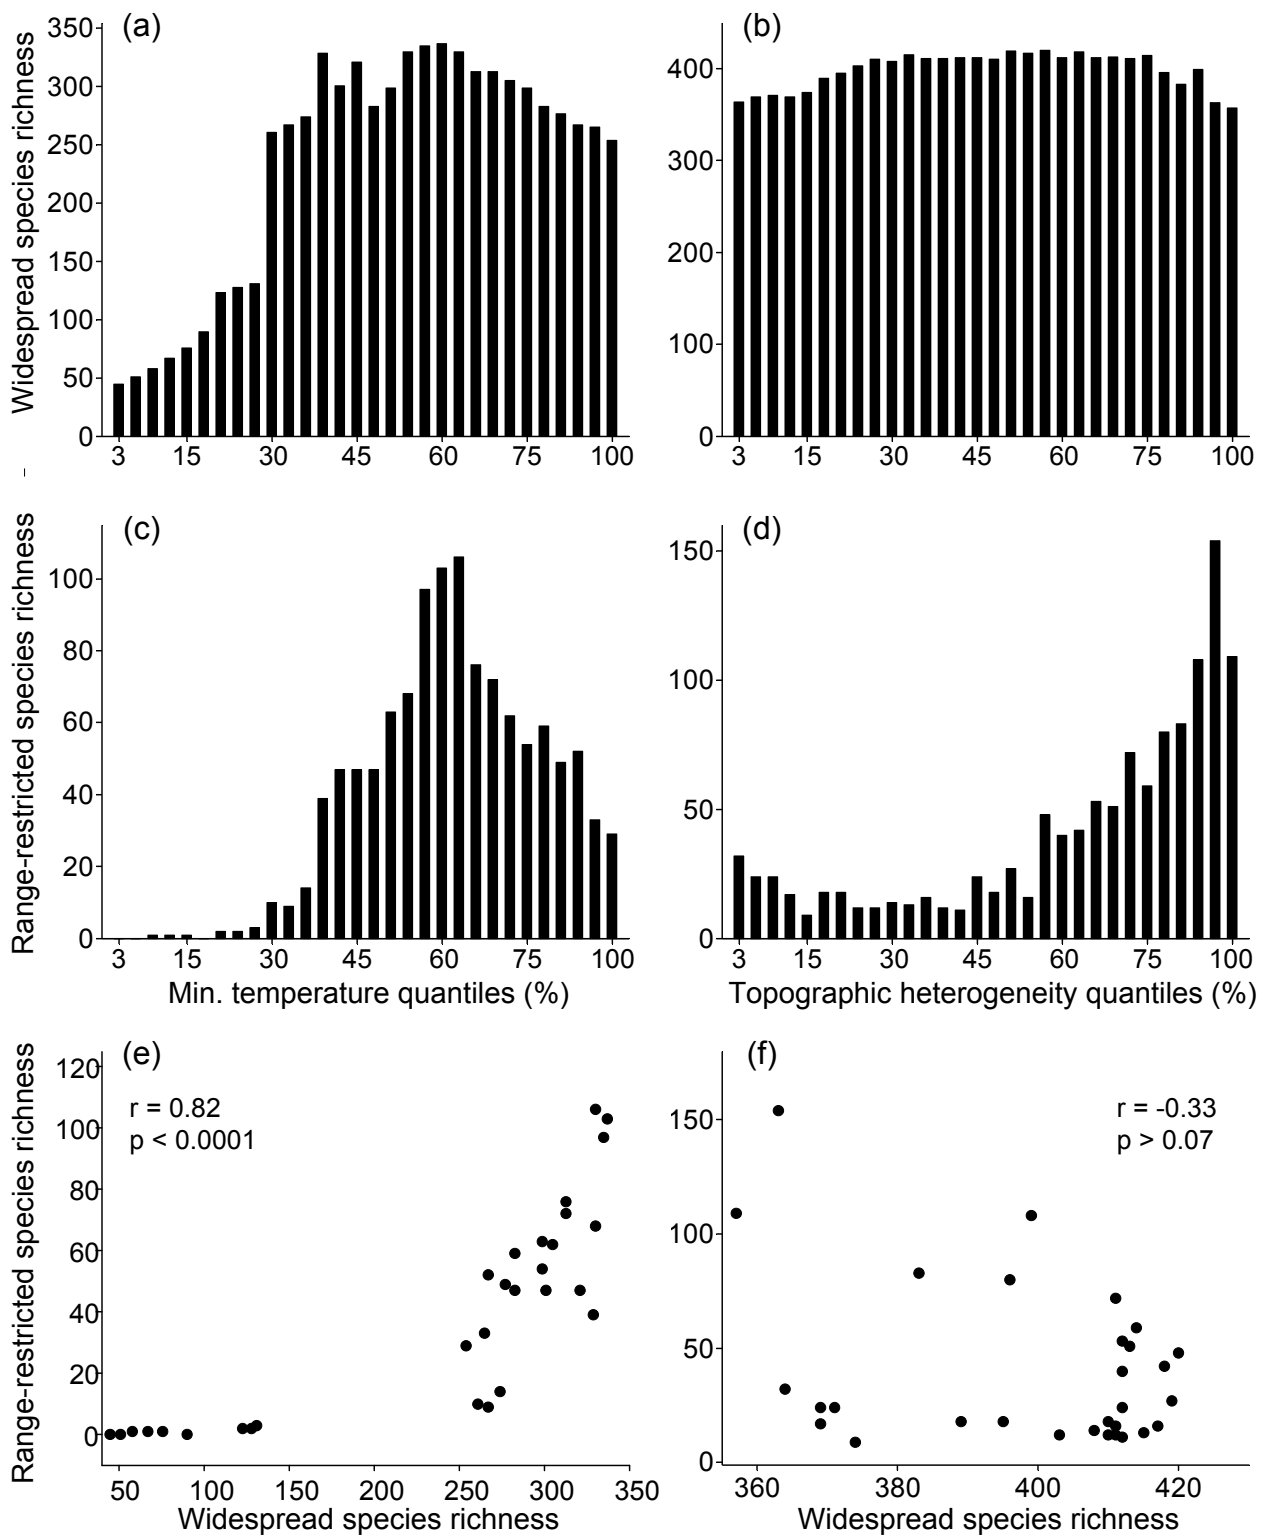 (a)
Widespread species richness
350
300
250
200
150
100
50
0
3 15 30 45 60 75 100
(b)
400
300
200
100
0
3 15 30 45 60 75 100
(c)
Range-restricted species richness
100
80
60
40
20
0
3 15 30 45 60 75 100
Min. temperature quantiles (%)
(d)
150
100
50
0
3 15 30 45 60 75 100
Topographic heterogeneity quantiles (%)
(e)
Range-restricted species richness
r = 0.82
p < 0.0001
120
100
80
60
40
20
0
50 100 150 200 250 300 350
Widespread species richness
(f)
r = -0.33
p > 0.07
150
100
50
0
360 380 400 420
Widespread species richness